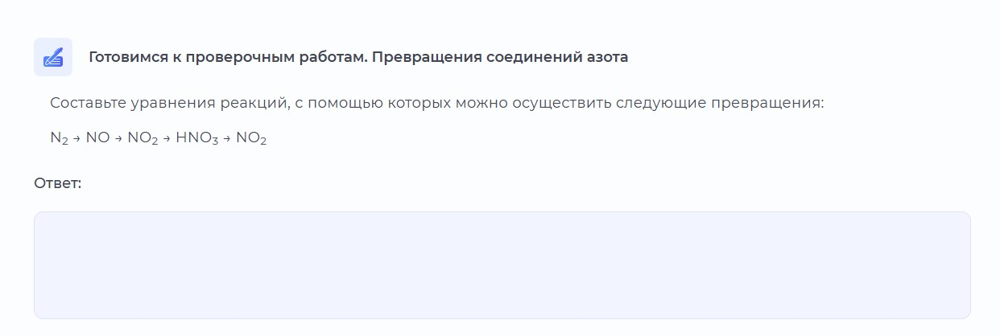 Готовимся к проверочным работам. Превращения соединений азота
Составьте уравнения реакций, с помощью которых можно осуществить следующие превращения:
N₂ → NO → NO₂ → HNO₃ → NO₂
Ответ: